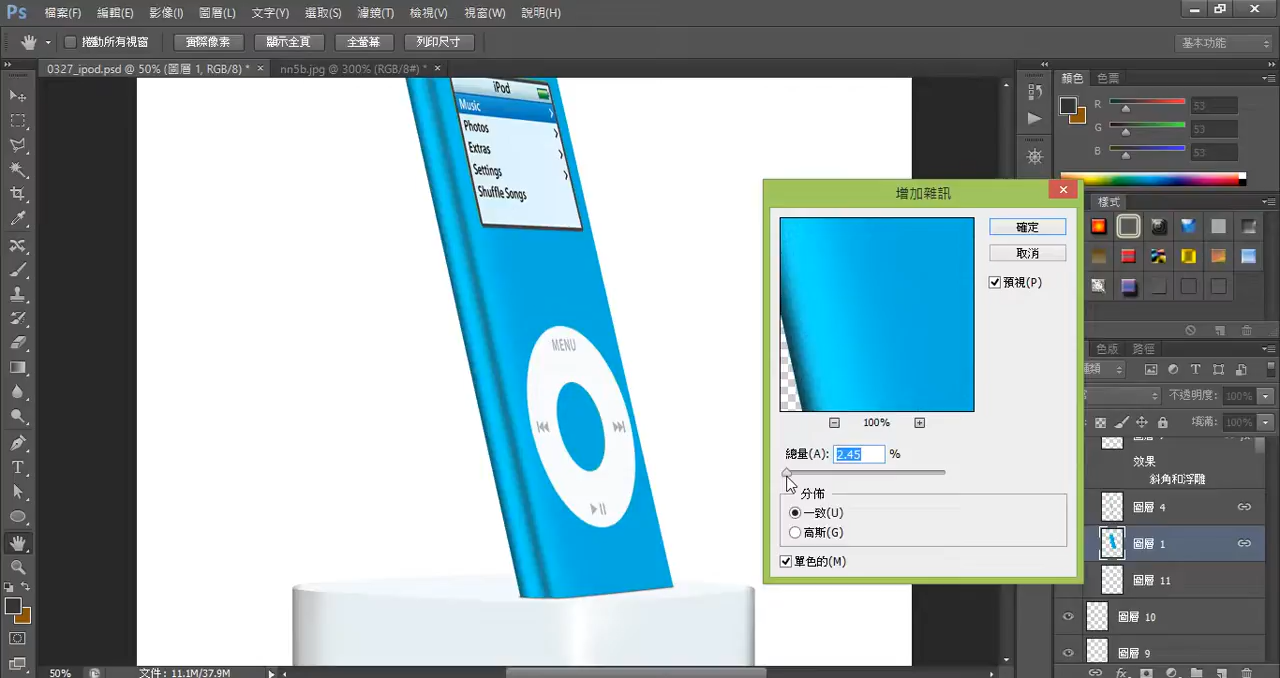 Ps 檔案(F) 編輯(E) 影像(I) 圖層(L) 文字(Y) 選取(S) 濾鏡(T) 檢視(V) 視窗(W) 說明(H)
捲動所有視窗 實際像素 顯示全頁 全螢幕 列印尺寸 基本功能
0327_ipod.psd @ 50% (圖層 1, RGB/8) * × nn5b.jpg @ 300% (RGB/8#) * ×
顏色 色票
R 53
G 53
B 53
樣式
iPod
Music
Photos
Extras
Settings
Shuffle Songs
MENU
增加雜訊
確定
取消
預視(P)
100%
總量(A): 2.45 %
分佈
一致(U)
高斯(G)
單色的(M)
色版 路徑
種類
不透明度: 100%
填滿: 100%
效果
斜角和浮雕
圖層 4
圖層 1
圖層 11
圖層 10
圖層 9
50% 文件: 11.1M/37.9M